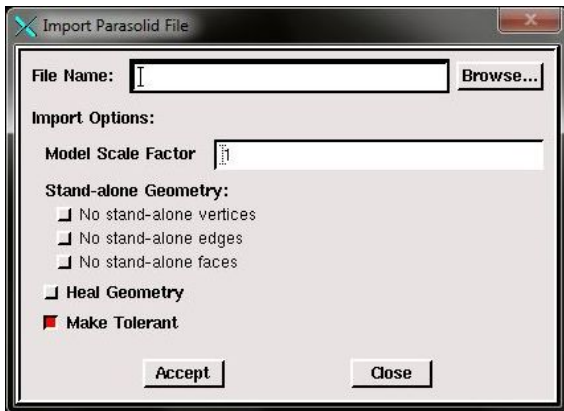 Import Parasolid File
File Name: Browse...
Import Options:
Model Scale Factor 1
Stand-alone Geometry:
No stand-alone vertices
No stand-alone edges
No stand-alone faces
Heal Geometry
Make Tolerant
Accept Close